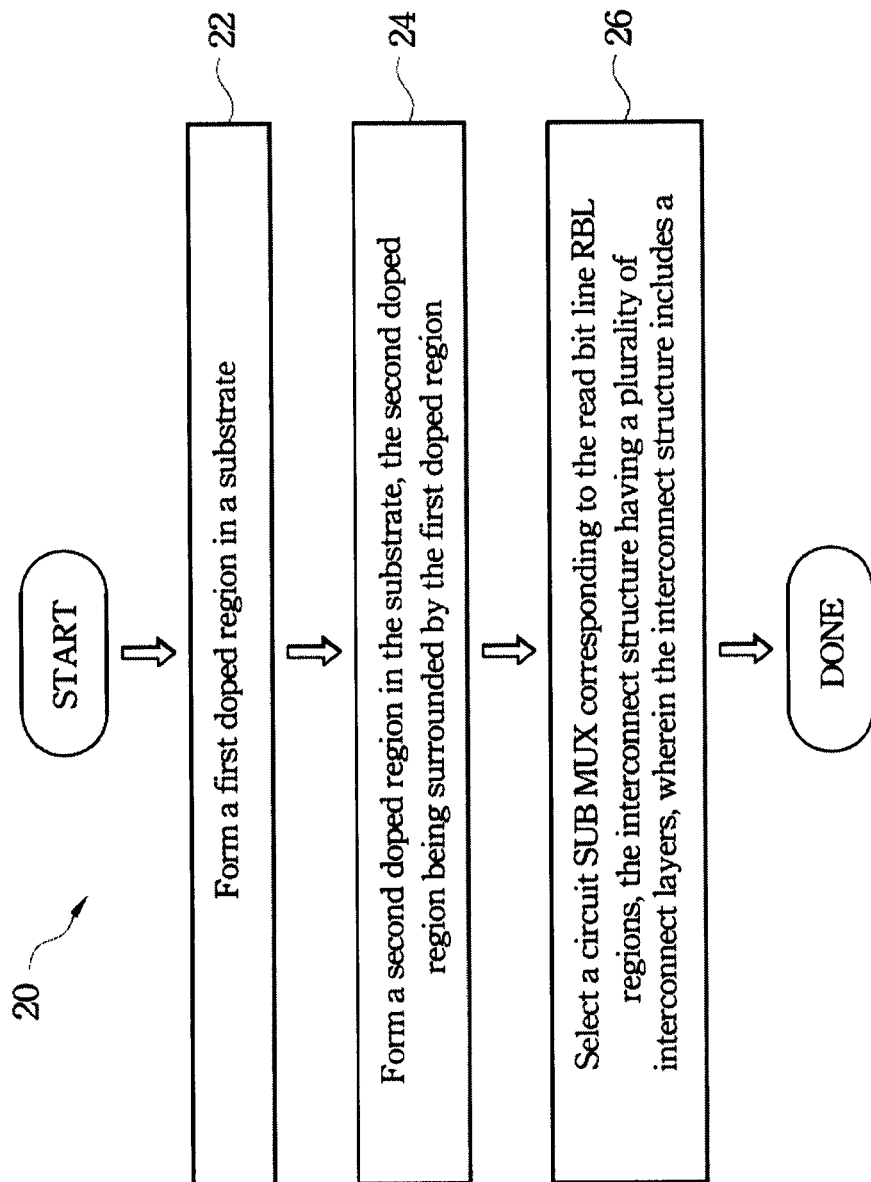 20
START
Form a first doped region in a substrate
22
Form a second doped region in the substrate, the second doped
region being surrounded by the first doped region
24
Select a circuit SUB MUX corresponding to the read bit line RBL
regions, the interconnect structure having a plurality of
interconnect layers, wherein the interconnect structure includes a
26
DONE